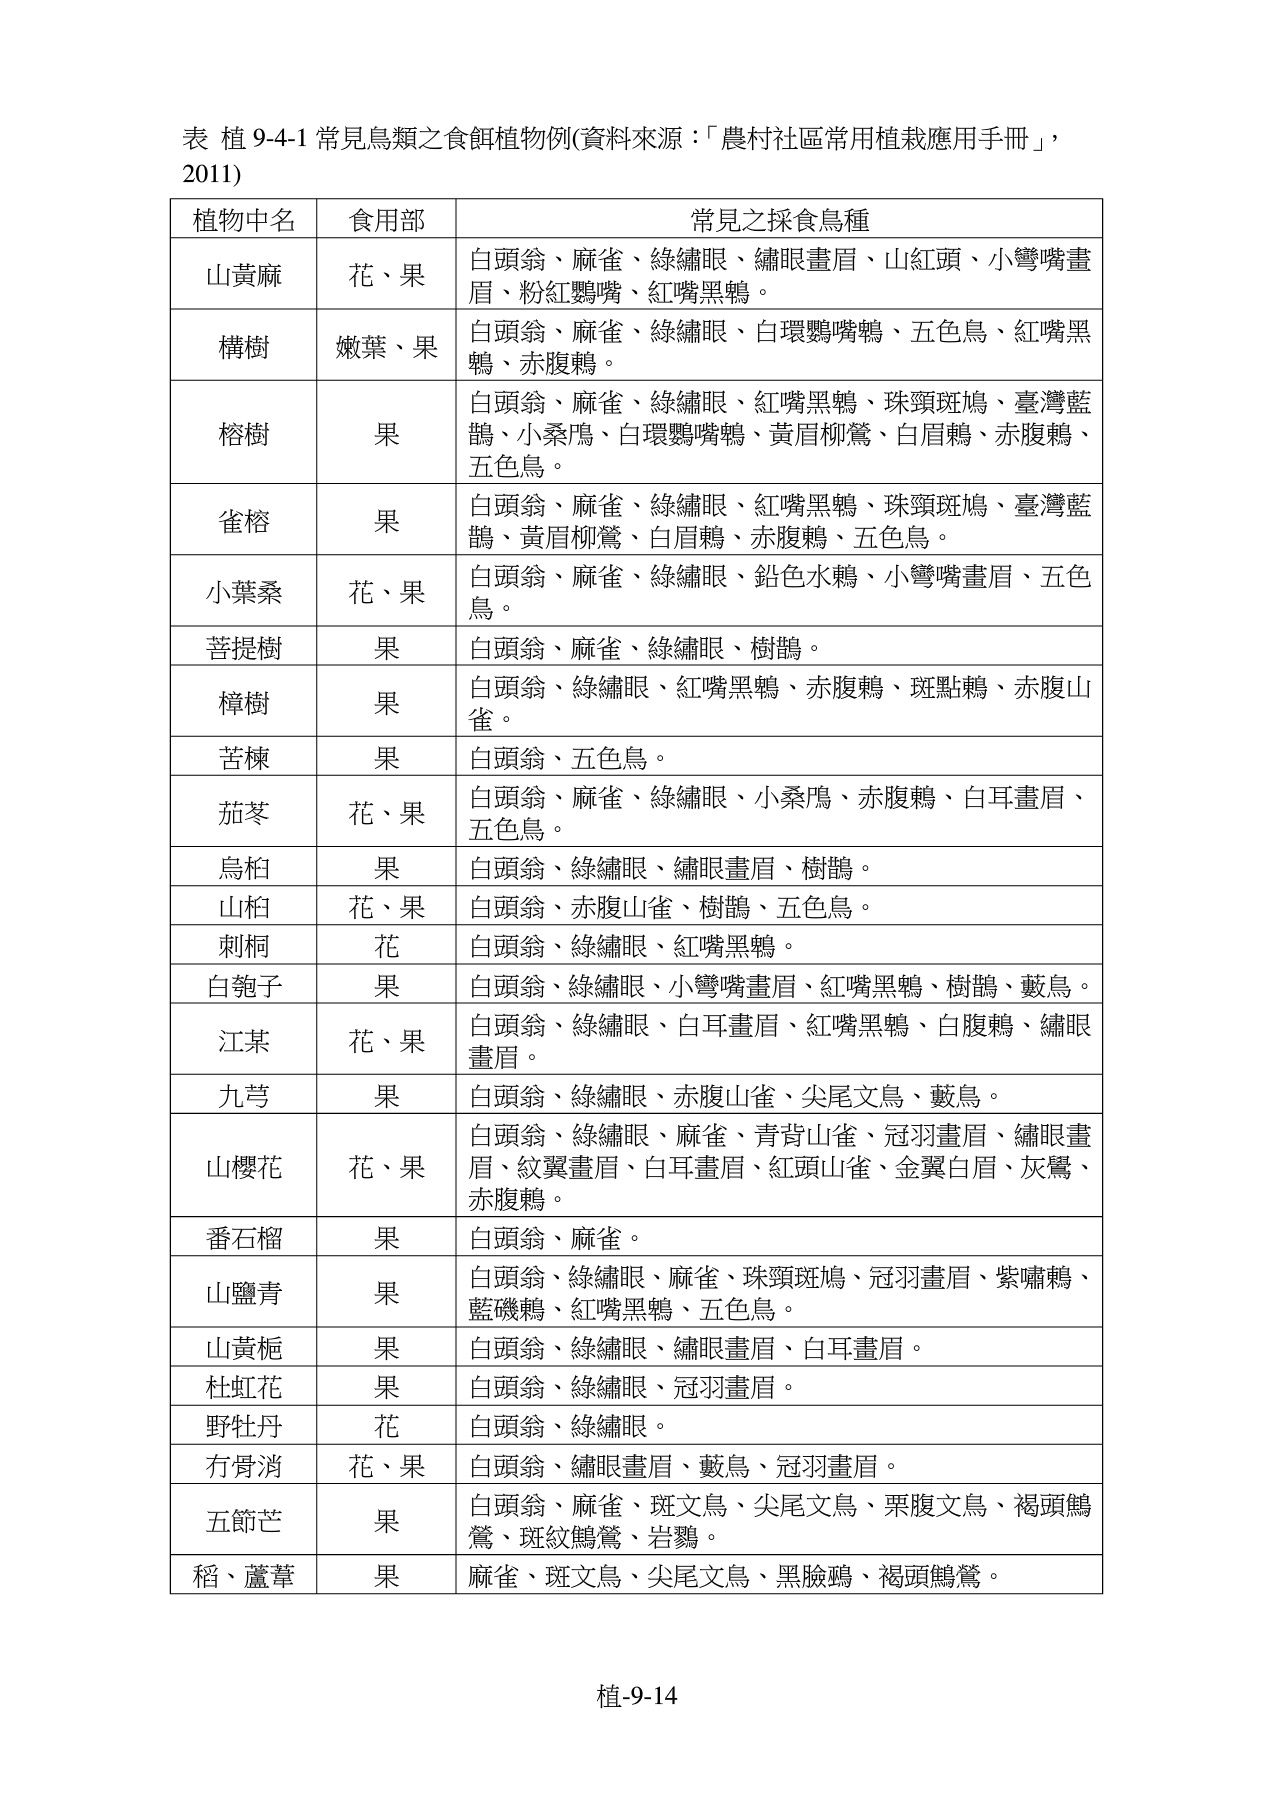 表 植 9-4-1 常見鳥類之食餌植物例(資料來源：「農村社區常用植栽應用手冊」，
2011)
植物中名 食用部 常見之採食鳥種
山黃麻 花、果 白頭翁、麻雀、綠繡眼、繡眼畫眉、山紅頭、小彎嘴畫
眉、粉紅鸚嘴、紅嘴黑鵯。
構樹 嫩葉、果 白頭翁、麻雀、綠繡眼、白環鸚嘴鵯、五色鳥、紅嘴黑
鵯、赤腹鶇。
榕樹 果 白頭翁、麻雀、綠繡眼、紅嘴黑鵯、珠頸斑鳩、臺灣藍
鵲、小桑鳲、白環鸚嘴鵯、黃眉柳鶯、白眉鶇、赤腹鶇、
五色鳥。
雀榕 果 白頭翁、麻雀、綠繡眼、紅嘴黑鵯、珠頸斑鳩、臺灣藍
鵲、黃眉柳鶯、白眉鶇、赤腹鶇、五色鳥。
小葉桑 花、果 白頭翁、麻雀、綠繡眼、鉛色水鶇、小彎嘴畫眉、五色
鳥。
菩提樹 果 白頭翁、麻雀、綠繡眼、樹鵲。
樟樹 果 白頭翁、綠繡眼、紅嘴黑鵯、赤腹鶇、斑點鶇、赤腹山
雀。
苦楝 果 白頭翁、五色鳥。
茄苳 花、果 白頭翁、麻雀、綠繡眼、小桑鳲、赤腹鶇、白耳畫眉、
五色鳥。
烏桕 果 白頭翁、綠繡眼、繡眼畫眉、樹鵲。
山桕 花、果 白頭翁、赤腹山雀、樹鵲、五色鳥。
刺桐 花 白頭翁、綠繡眼、紅嘴黑鵯。
白匏子 果 白頭翁、綠繡眼、小彎嘴畫眉、紅嘴黑鵯、樹鵲、藪鳥。
江某 花、果 白頭翁、綠繡眼、白耳畫眉、紅嘴黑鵯、白腹鶇、繡眼
畫眉。
九芎 果 白頭翁、綠繡眼、赤腹山雀、尖尾文鳥、藪鳥。
山櫻花 花、果 白頭翁、綠繡眼、麻雀、青背山雀、冠羽畫眉、繡眼畫
眉、紋翼畫眉、白耳畫眉、紅頭山雀、金翼白眉、灰鷽、
赤腹鶇。
番石榴 果 白頭翁、麻雀。
山鹽青 果 白頭翁、綠繡眼、麻雀、珠頸斑鳩、冠羽畫眉、紫嘯鶇、
藍磯鶇、紅嘴黑鵯、五色鳥。
山黃梔 果 白頭翁、綠繡眼、繡眼畫眉、白耳畫眉。
杜虹花 果 白頭翁、綠繡眼、冠羽畫眉。
野牡丹 花 白頭翁、綠繡眼。
冇骨消 花、果 白頭翁、繡眼畫眉、藪鳥、冠羽畫眉。
五節芒 果 白頭翁、麻雀、斑文鳥、尖尾文鳥、栗腹文鳥、褐頭鷦
鶯、斑紋鷦鶯、岩鷚。
稻、蘆葦 果 麻雀、斑文鳥、尖尾文鳥、黑臉鵐、褐頭鷦鶯。
植-9-14